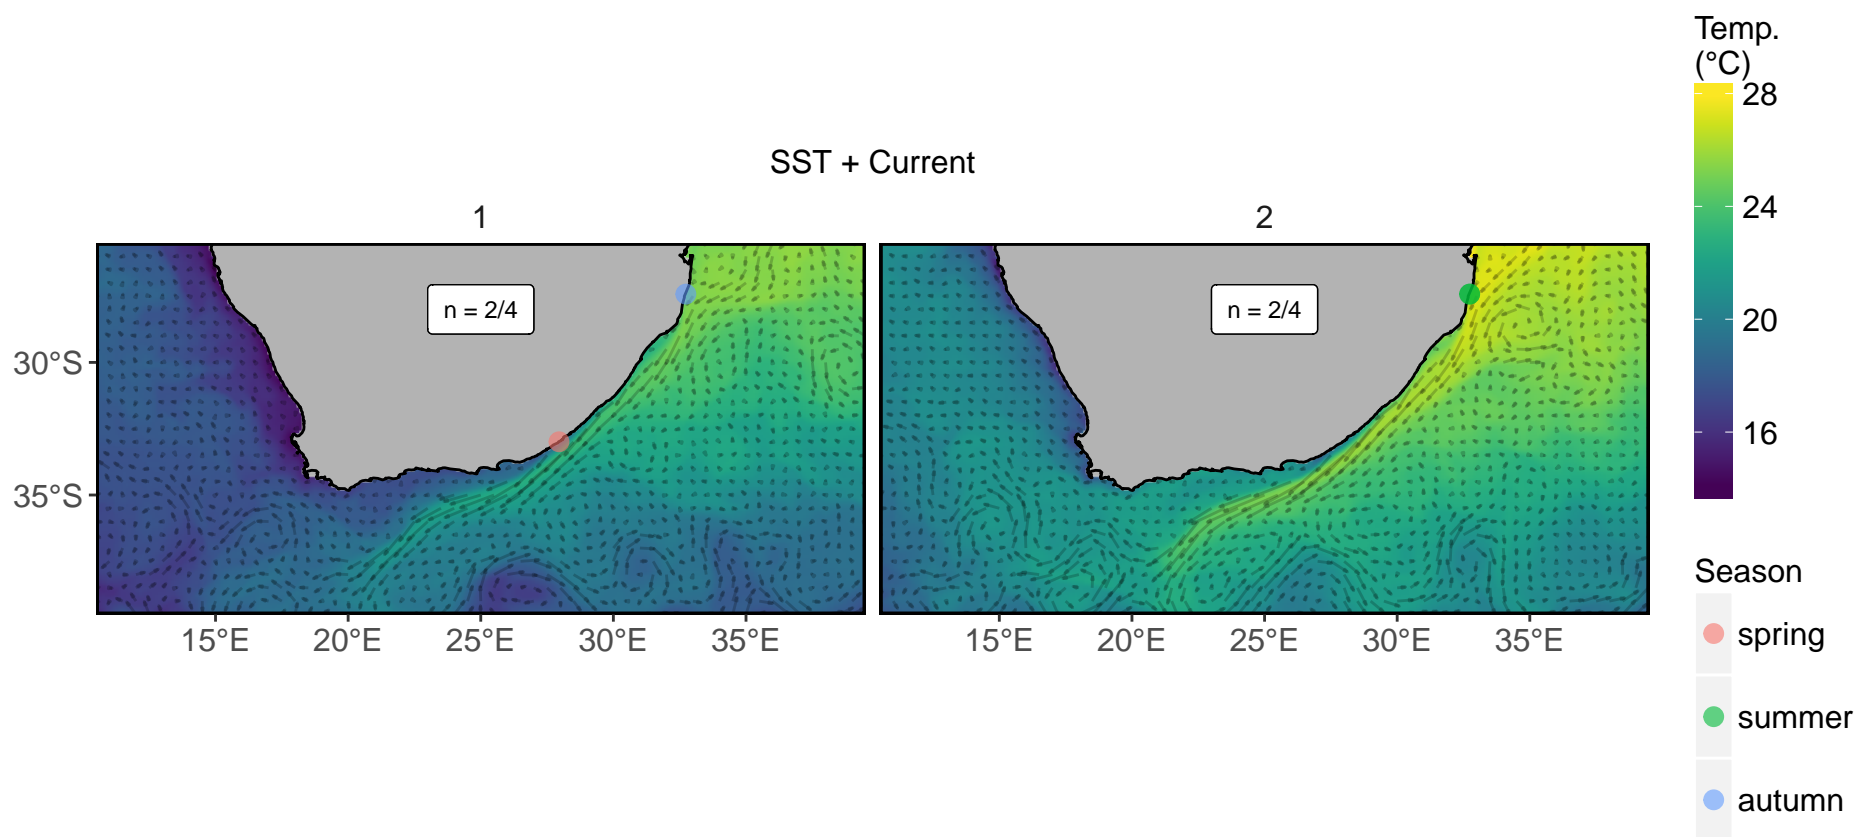 Temp.
(°C)
28
24
20
16
SST + Current
1
2
n = 2/4
n = 2/4
30°S
35°S
15°E
20°E
25°E
30°E
35°E
15°E
20°E
25°E
30°E
35°E
Season
spring
summer
autumn